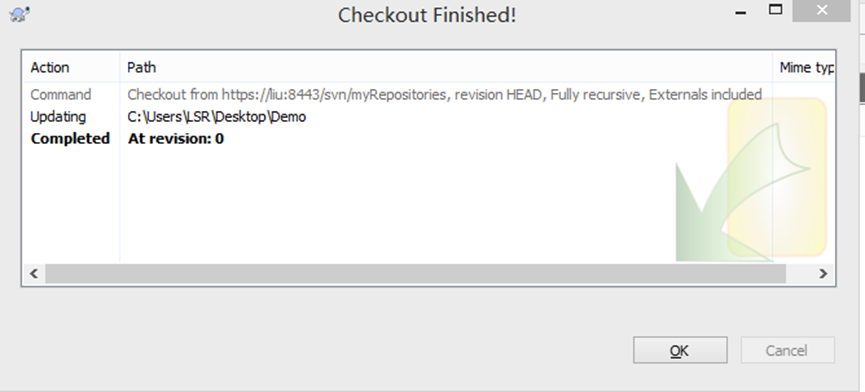 Checkout Finished!
Action Path Mime typ
Command Checkout from https://liu:8443/svn/myRepositories, revision HEAD, Fully recursive, Externals included
Updating C:\Users\LSR\Desktop\Demo
Completed At revision: 0
OK Cancel